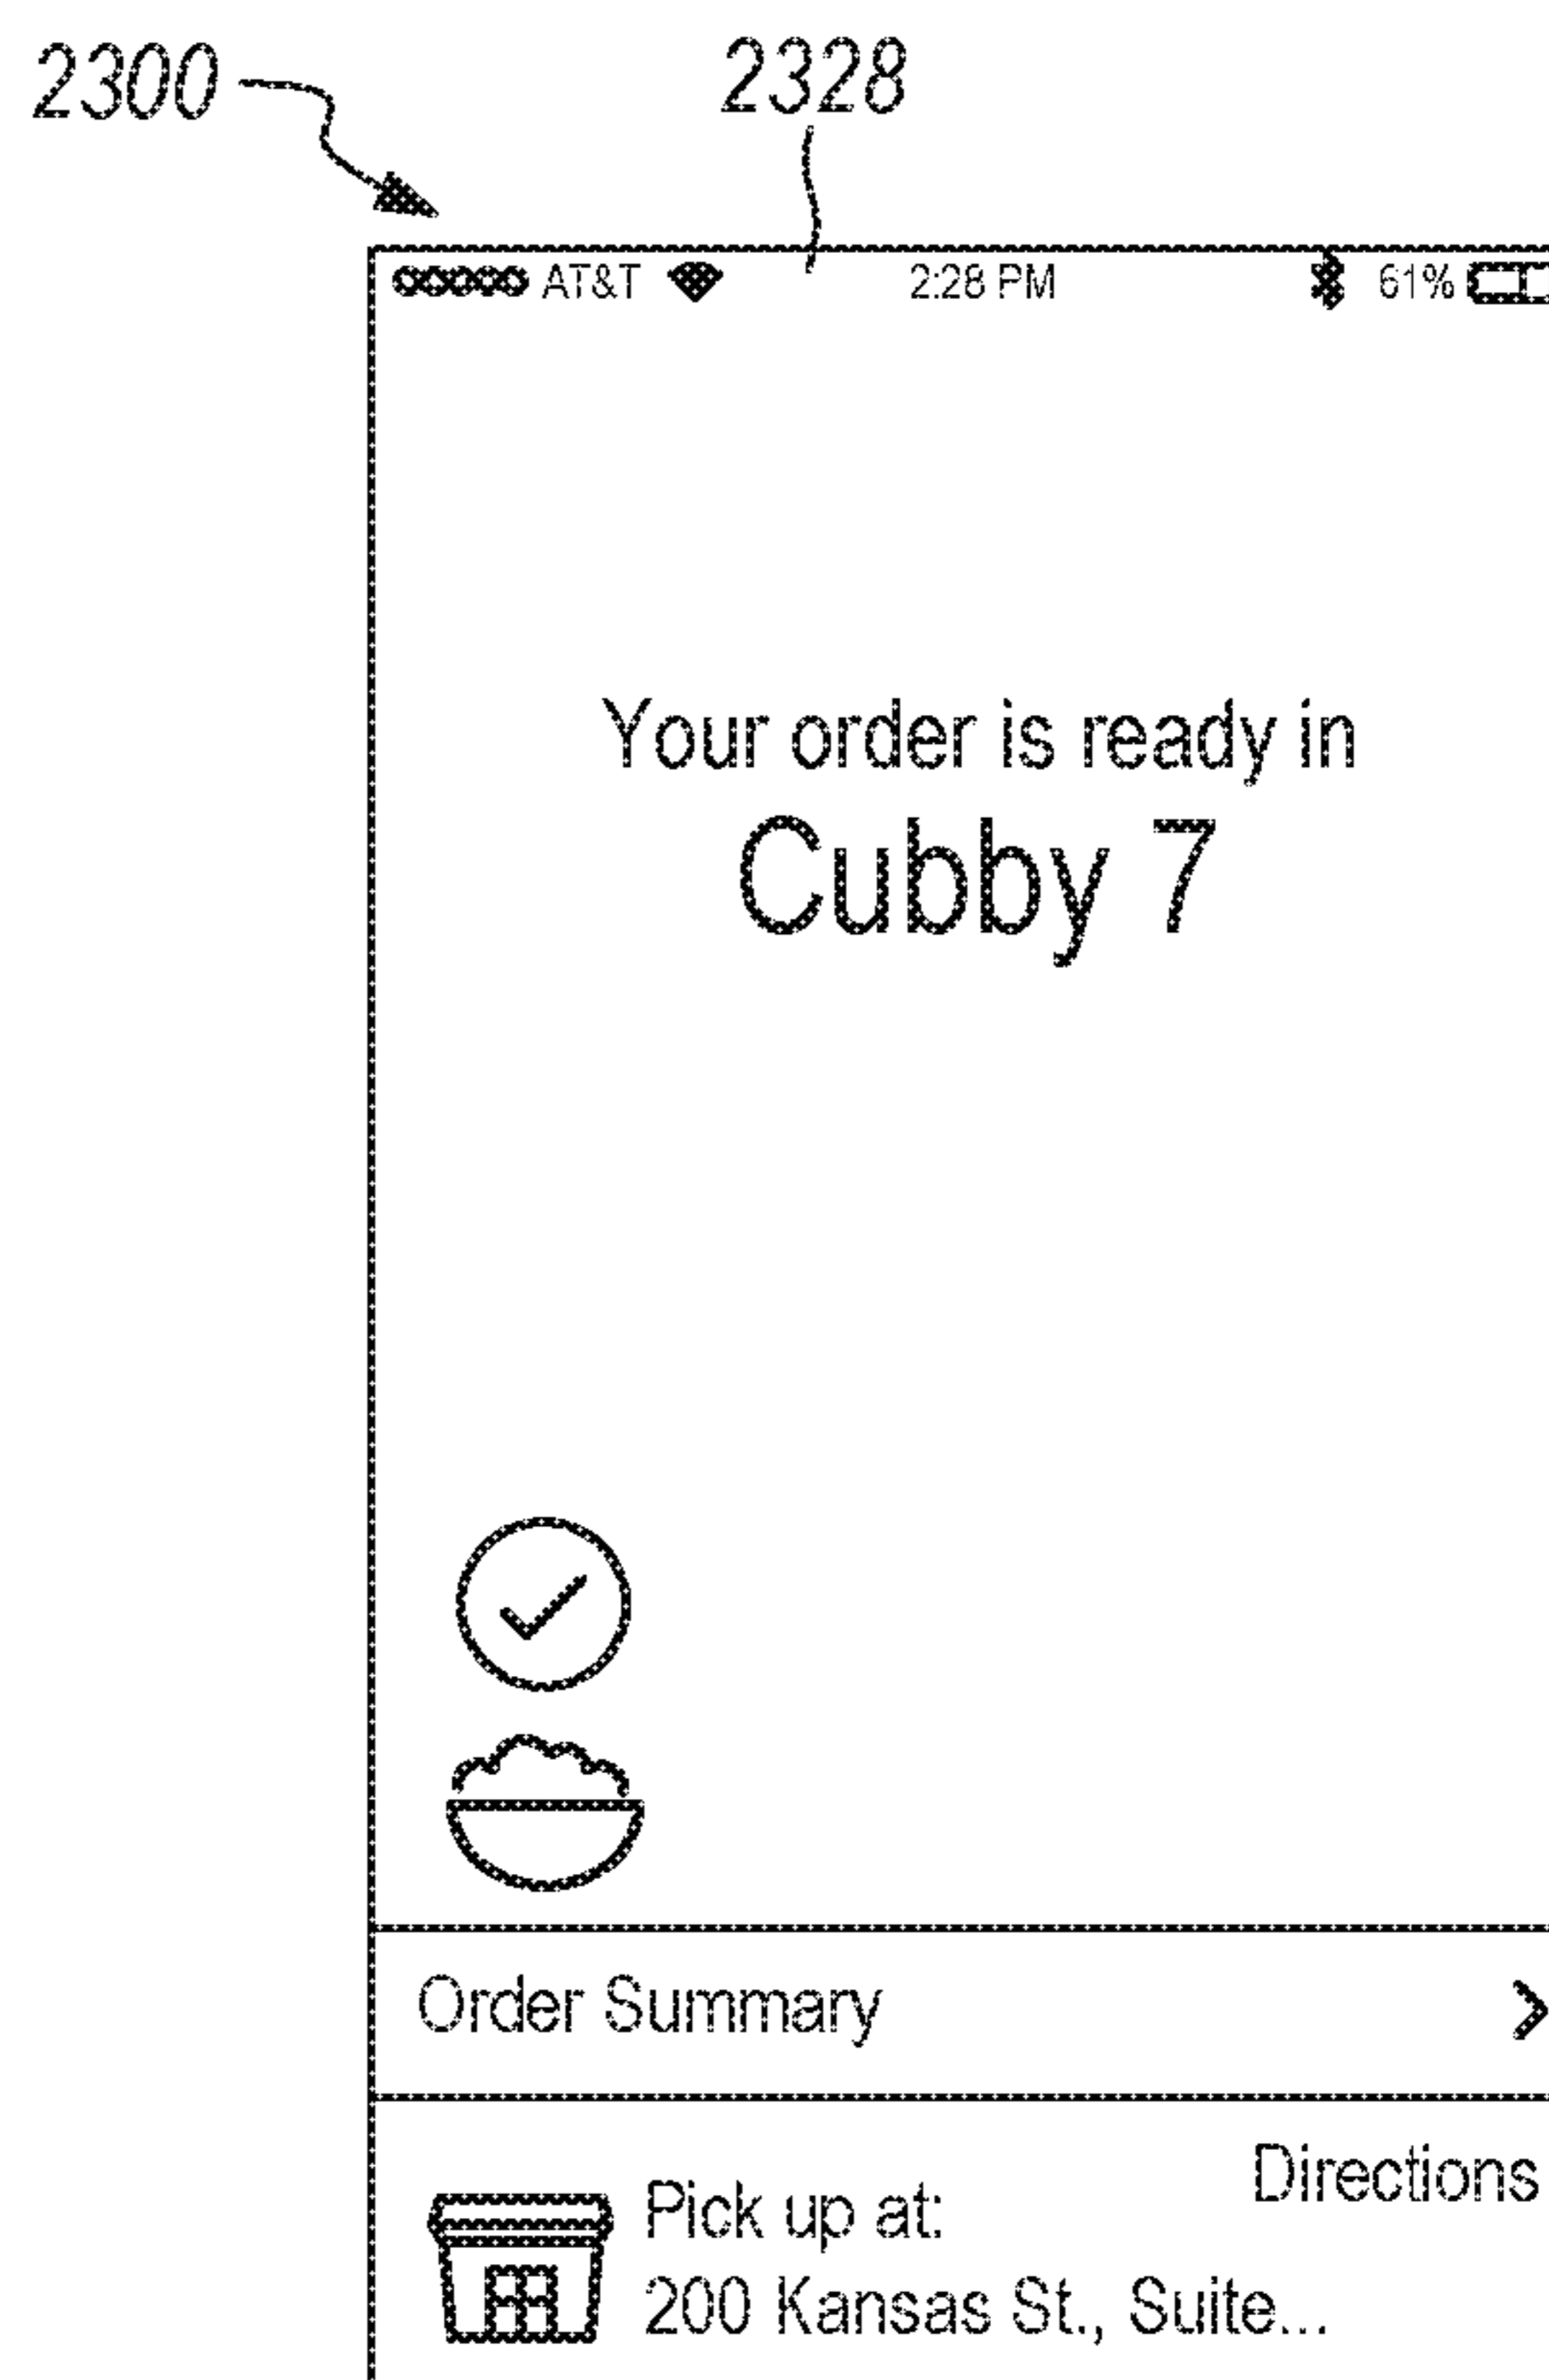 2300 2328
AT&T 2:28 PM 61%
Your order is ready in
Cubby 7
Order Summary
Directions
Pick up at:
200 Kansas St., Suite...